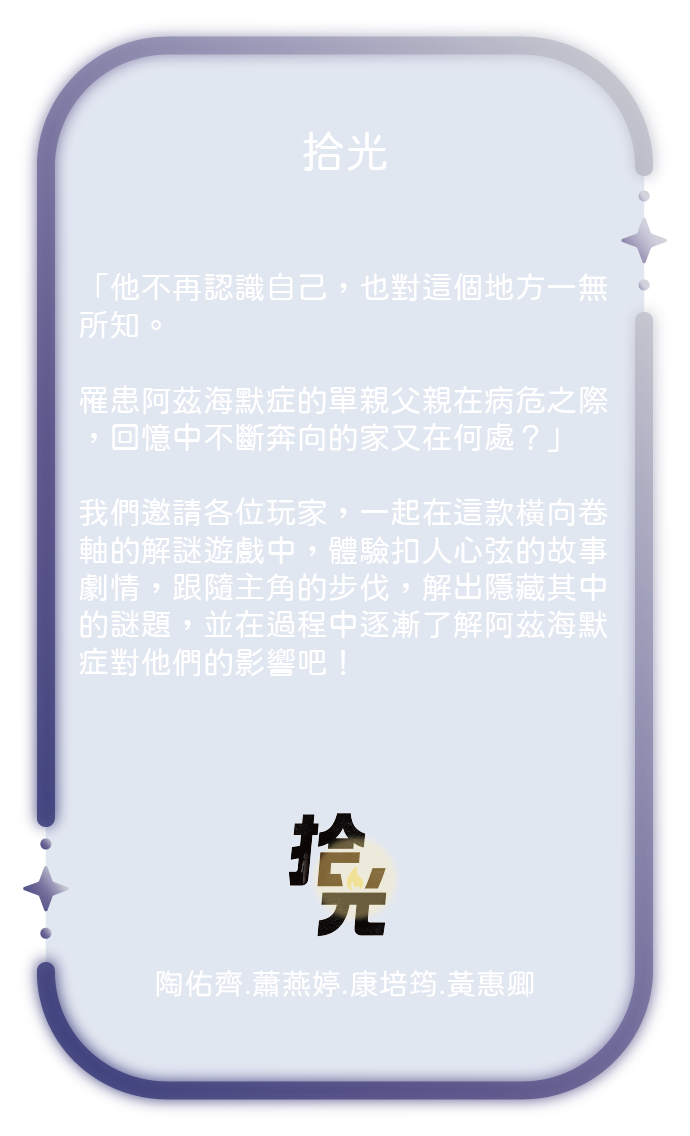 拾光
「他不再認識自己，也對這個地方一無
所知。
罹患阿茲海默症的單親父親在病危之際
，回憶中不斷奔向的家又在何處？」
我們邀請各位玩家，一起在這款橫向卷
軸的解謎遊戲中，體驗扣人心弦的故事
劇情，跟隨主角的步伐，解出隱藏其中
的謎題，並在過程中逐漸了解阿茲海默
症對他們的影響吧！
拾
光
陶佑齊.蕭燕婷.康培筠.黃惠卿